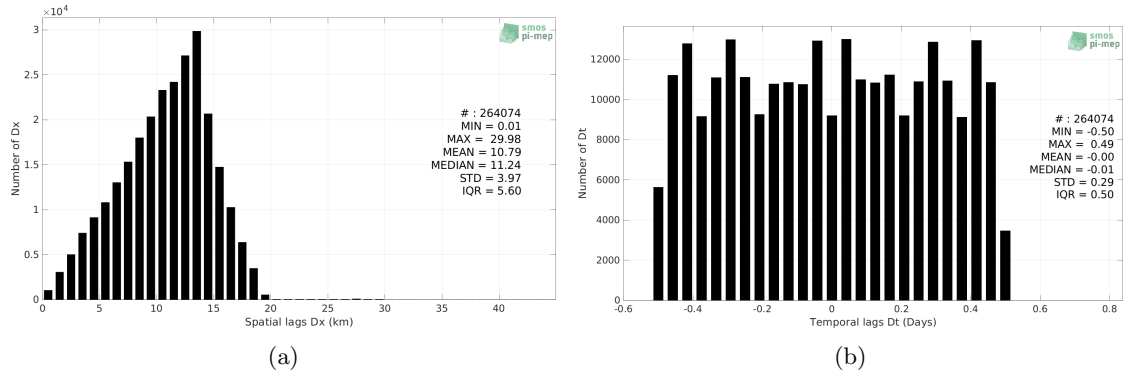 ×10⁴
3
2.5
2
1.5
1
0.5
0
Number of Dx
smos
pi-mep
# : 264074
MIN = 0.01
MAX = 29.98
MEAN = 10.79
MEDIAN = 11.24
STD = 3.97
IQR = 5.60
0 5 10 15 20 25 30 35 40
Spatial lags Dx (km)
(a)
12000
10000
8000
6000
4000
2000
0
Number of Dt
smos
pi-mep
# : 264074
MIN = -0.50
MAX = 0.49
MEAN = -0.00
MEDIAN = -0.01
STD = 0.29
IQR = 0.50
-0.6 -0.4 -0.2 0 0.2 0.4 0.6 0.8
Temporal lags Dt (Days)
(b)